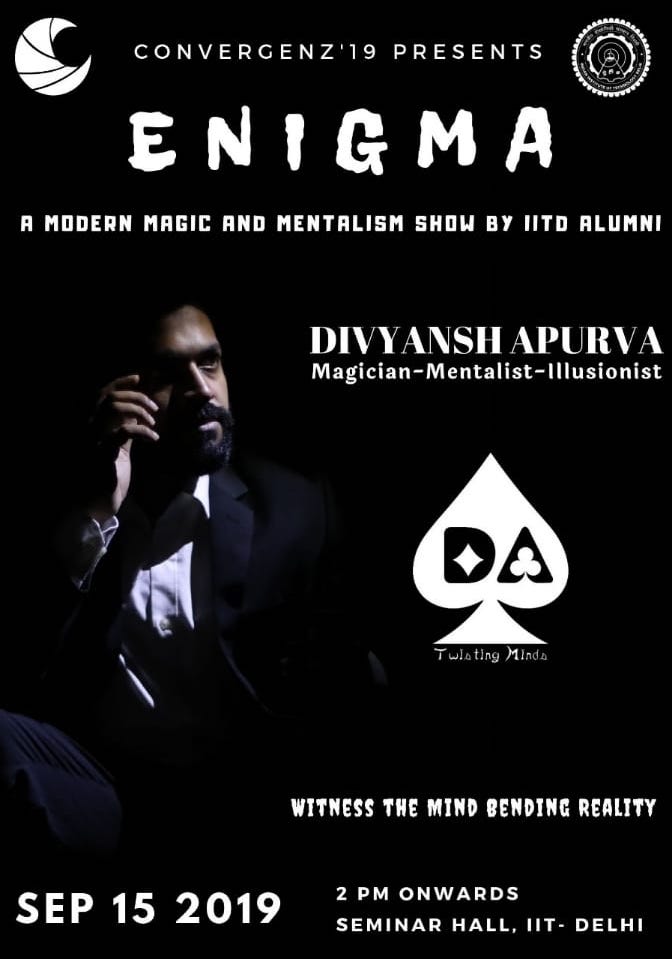 CONVERGENZ'19 PRESENTS
ENIGMA
A MODERN MAGIC AND MENTALISM SHOW BY IITD ALUMNI
DIVYANSH APURVA
Magician-Mentalist-Illusionist
DA
Twisting Minds
WITNESS THE MIND BENDING REALITY
SEP 15 2019
2 PM ONWARDS
SEMINAR HALL, IIT- DELHI